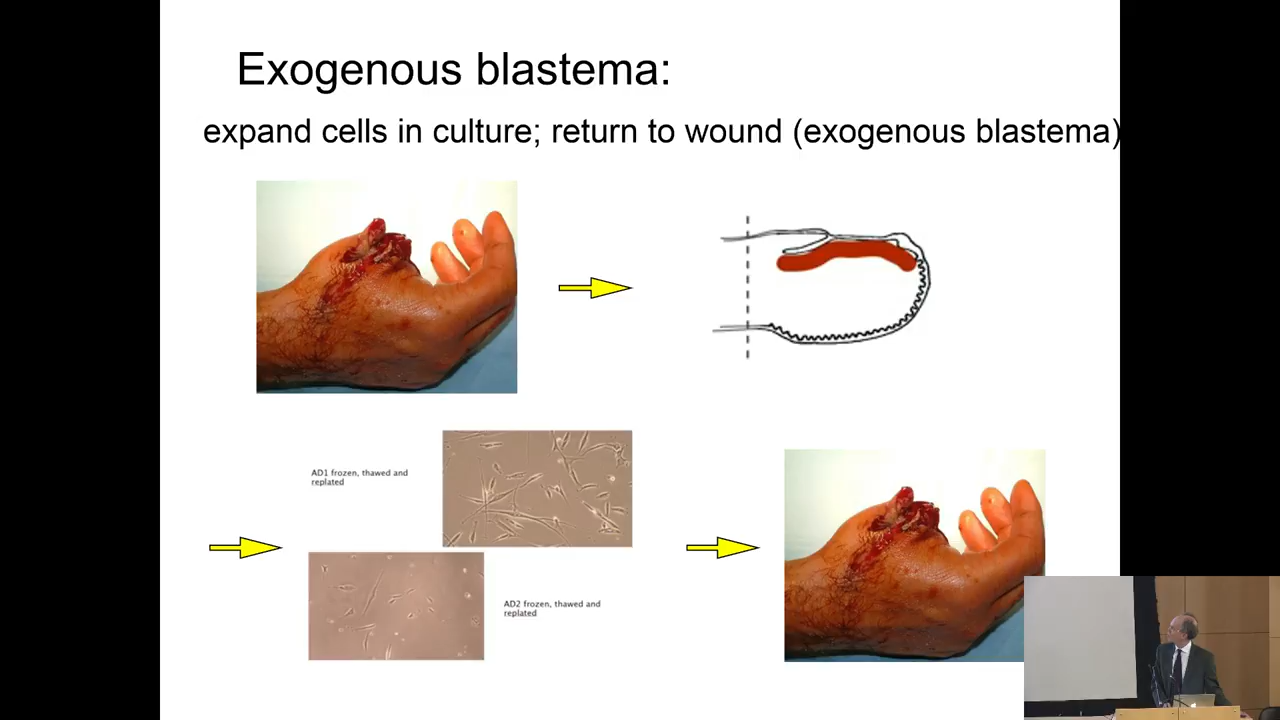 Exogenous blastema:
expand cells in culture; return to wound (exogenous blastema)
AD1 frozen, thawed and
replated
AD2 frozen, thawed and
replated